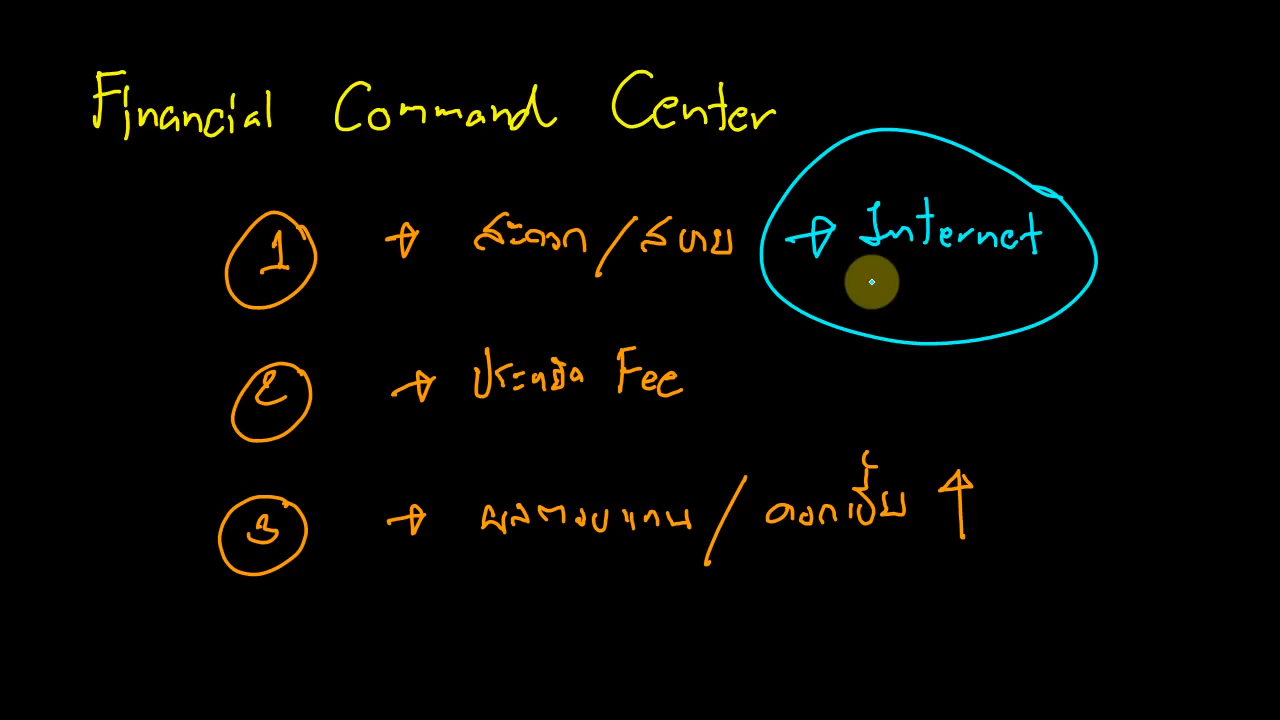 Financial Command Center
1 → สะดวก / สบาย → Internet
2 → ประหยัด Fee
3 → ผลตอบแทน / ดอกเบี้ย ↑